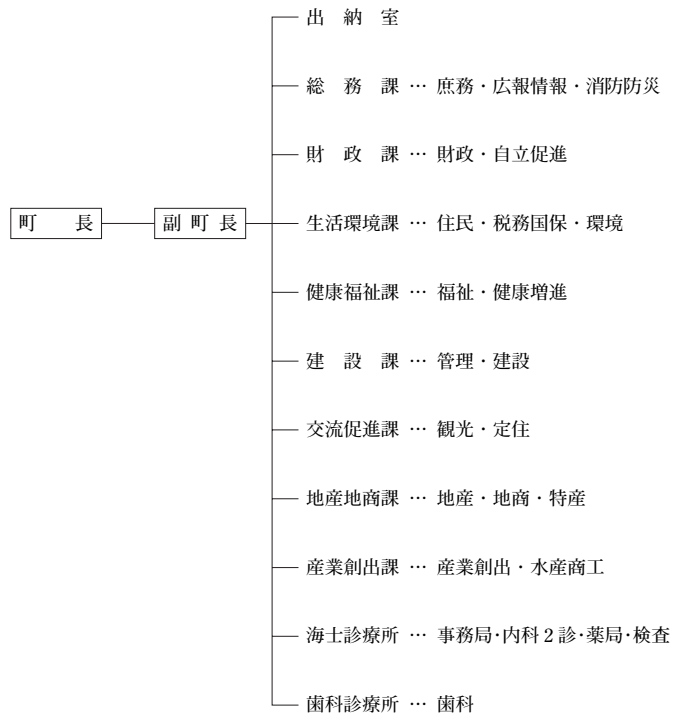 出納室
総務課 … 庶務・広報情報・消防防災
財政課 … 財政・自立促進
町長 副町長 生活環境課 … 住民・税務国保・環境
健康福祉課 … 福祉・健康増進
建設課 … 管理・建設
交流促進課 … 観光・定住
地産地商課 … 地産・地商・特産
産業創出課 … 産業創出・水産商工
海士診療所 … 事務局・内科2診・薬局・検査
歯科診療所 … 歯科